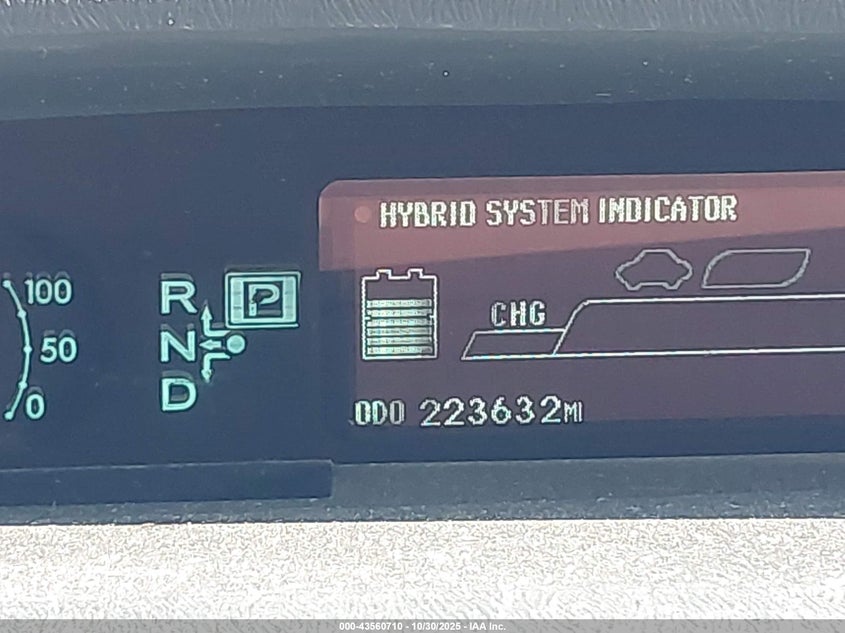 HYBRID SYSTEM INDICATOR
100
50
0
R
P
N
D
CHG
ODO 223632MI
000-43560710 - 10/30/2025 - IAA Inc.